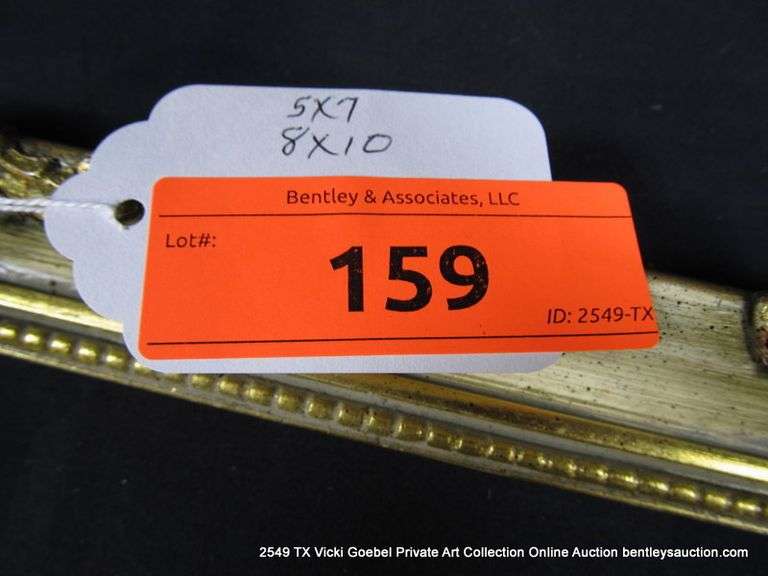 5X7
8X10
Bentley & Associates, LLC
Lot#:
159
ID: 2549-TX
2549 TX Vicki Goebel Private Art Collection Online Auction bentleysauction.com